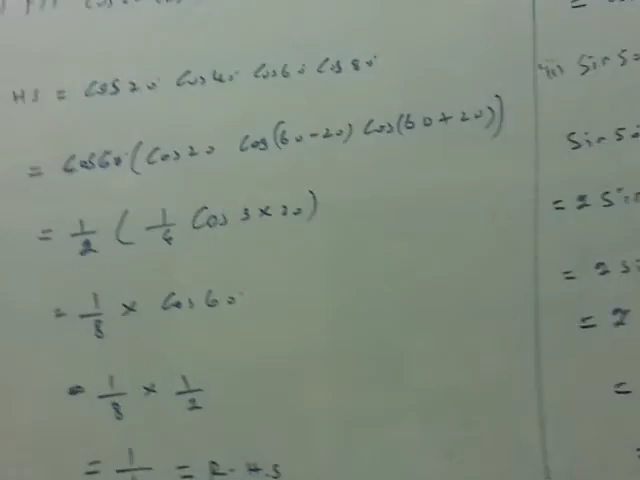 HS = Cos 20° Cos 40° Cos 60° Cos 80°
= Cos 60° (Cos 20 Cos(60-20) Cos(60+20))
= 1/2 (1/4 Cos 3×20)
= 1/8 × Cos 60°
= 1/8 × 1/2
= R.H.S
Sin 5
Sin 5
= 2 Sin
= 2 Si
= 2
=